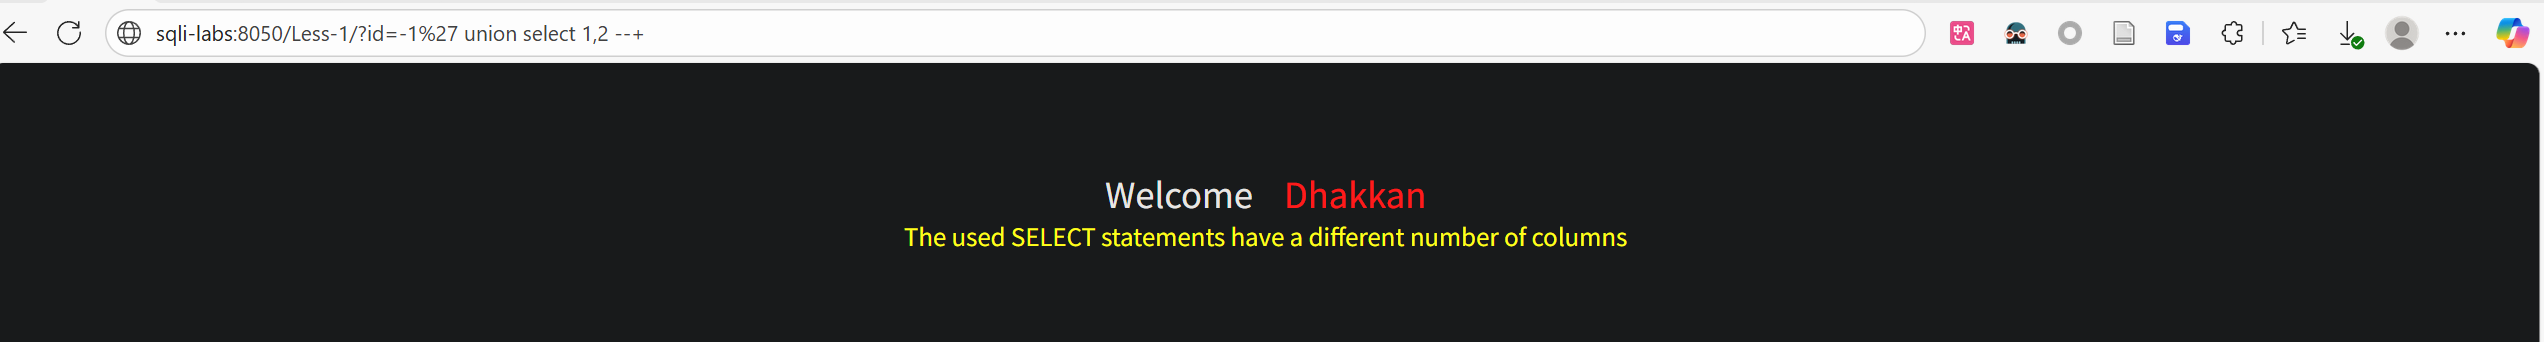 sqli-labs:8050/Less-1/?id=-1%27 union select 1,2 --+
Welcome Dhakkan
The used SELECT statements have a different number of columns